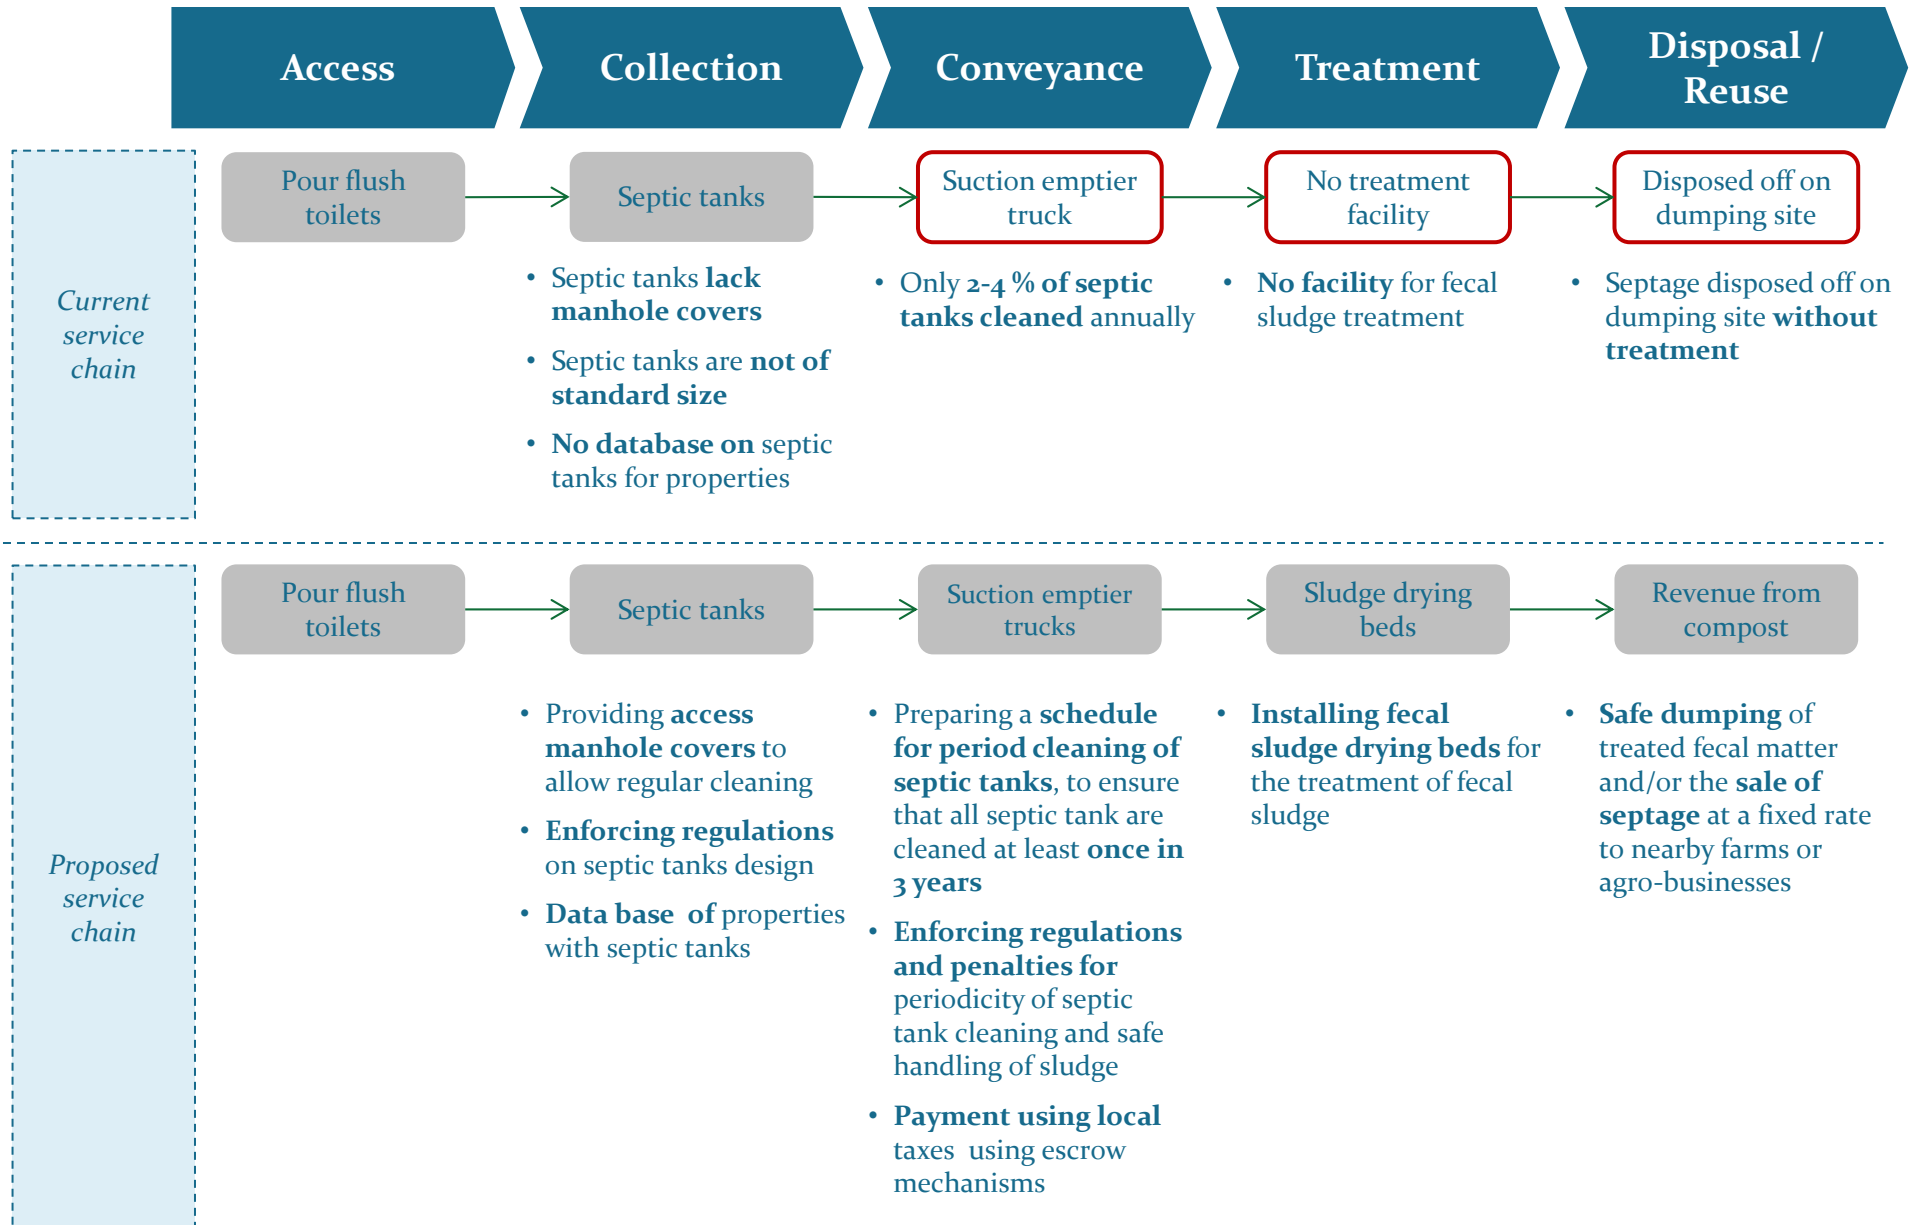 Access
Collection
Conveyance
Treatment
Disposal /
Reuse
Current
service
chain
Pour flush
toilets
Septic tanks
Suction emptier
truck
No treatment
facility
Disposed off on
dumping site
• Septic tanks lack
manhole covers
• Septic tanks are not of
standard size
• No database on septic
tanks for properties
• Only 2-4 % of septic
tanks cleaned annually
• No facility for fecal
sludge treatment
• Septage disposed off on
dumping site without
treatment
Proposed
service
chain
Pour flush
toilets
Septic tanks
Suction emptier
trucks
Sludge drying
beds
Revenue from
compost
• Providing access
manhole covers to
allow regular cleaning
• Enforcing regulations
on septic tanks design
• Data base  of properties
with septic tanks
• Preparing a schedule
for period cleaning of
septic tanks, to ensure
that all septic tank are
cleaned at least once in
3 years
• Enforcing regulations
and penalties for
periodicity of septic
tank cleaning and safe
handling of sludge
• Payment using local
taxes  using escrow
mechanisms
• Installing fecal
sludge drying beds for
the treatment of fecal
sludge
• Safe dumping of
treated fecal matter
and/or the sale of
septage at a fixed rate
to nearby farms or
agro-businesses